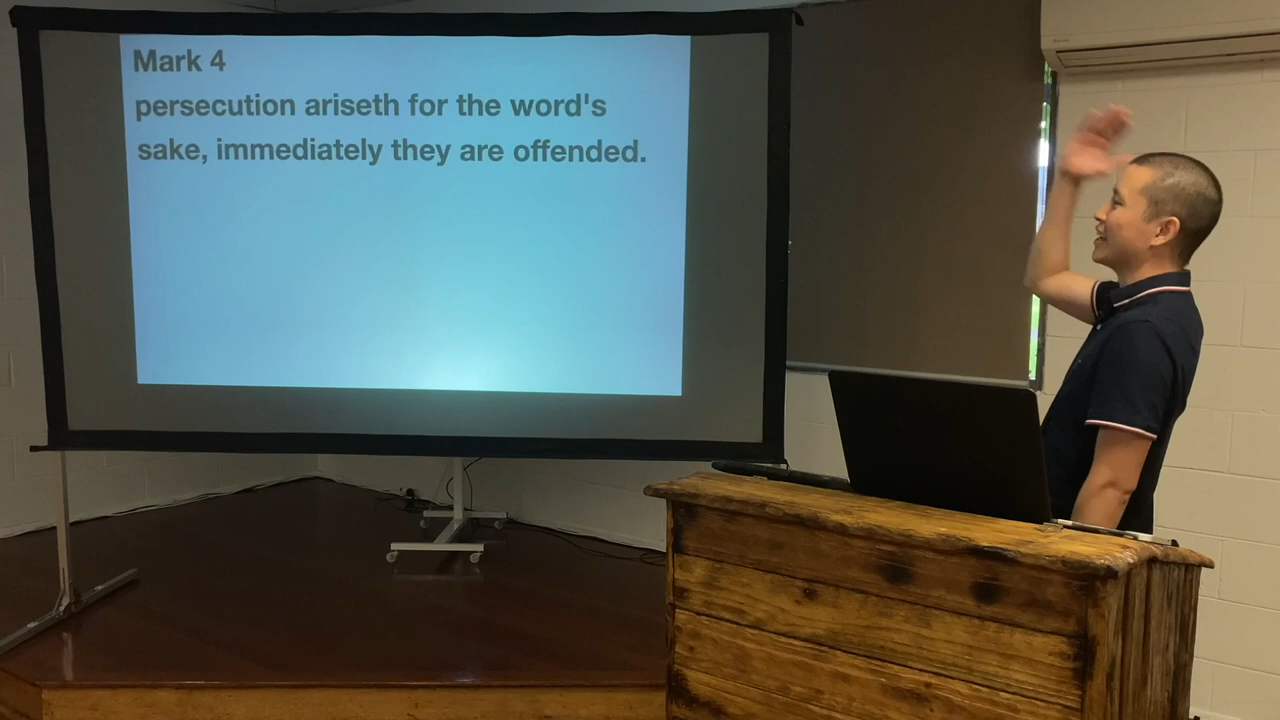 Mark 4
persecution ariseth for the word's
sake, immediately they are offended.